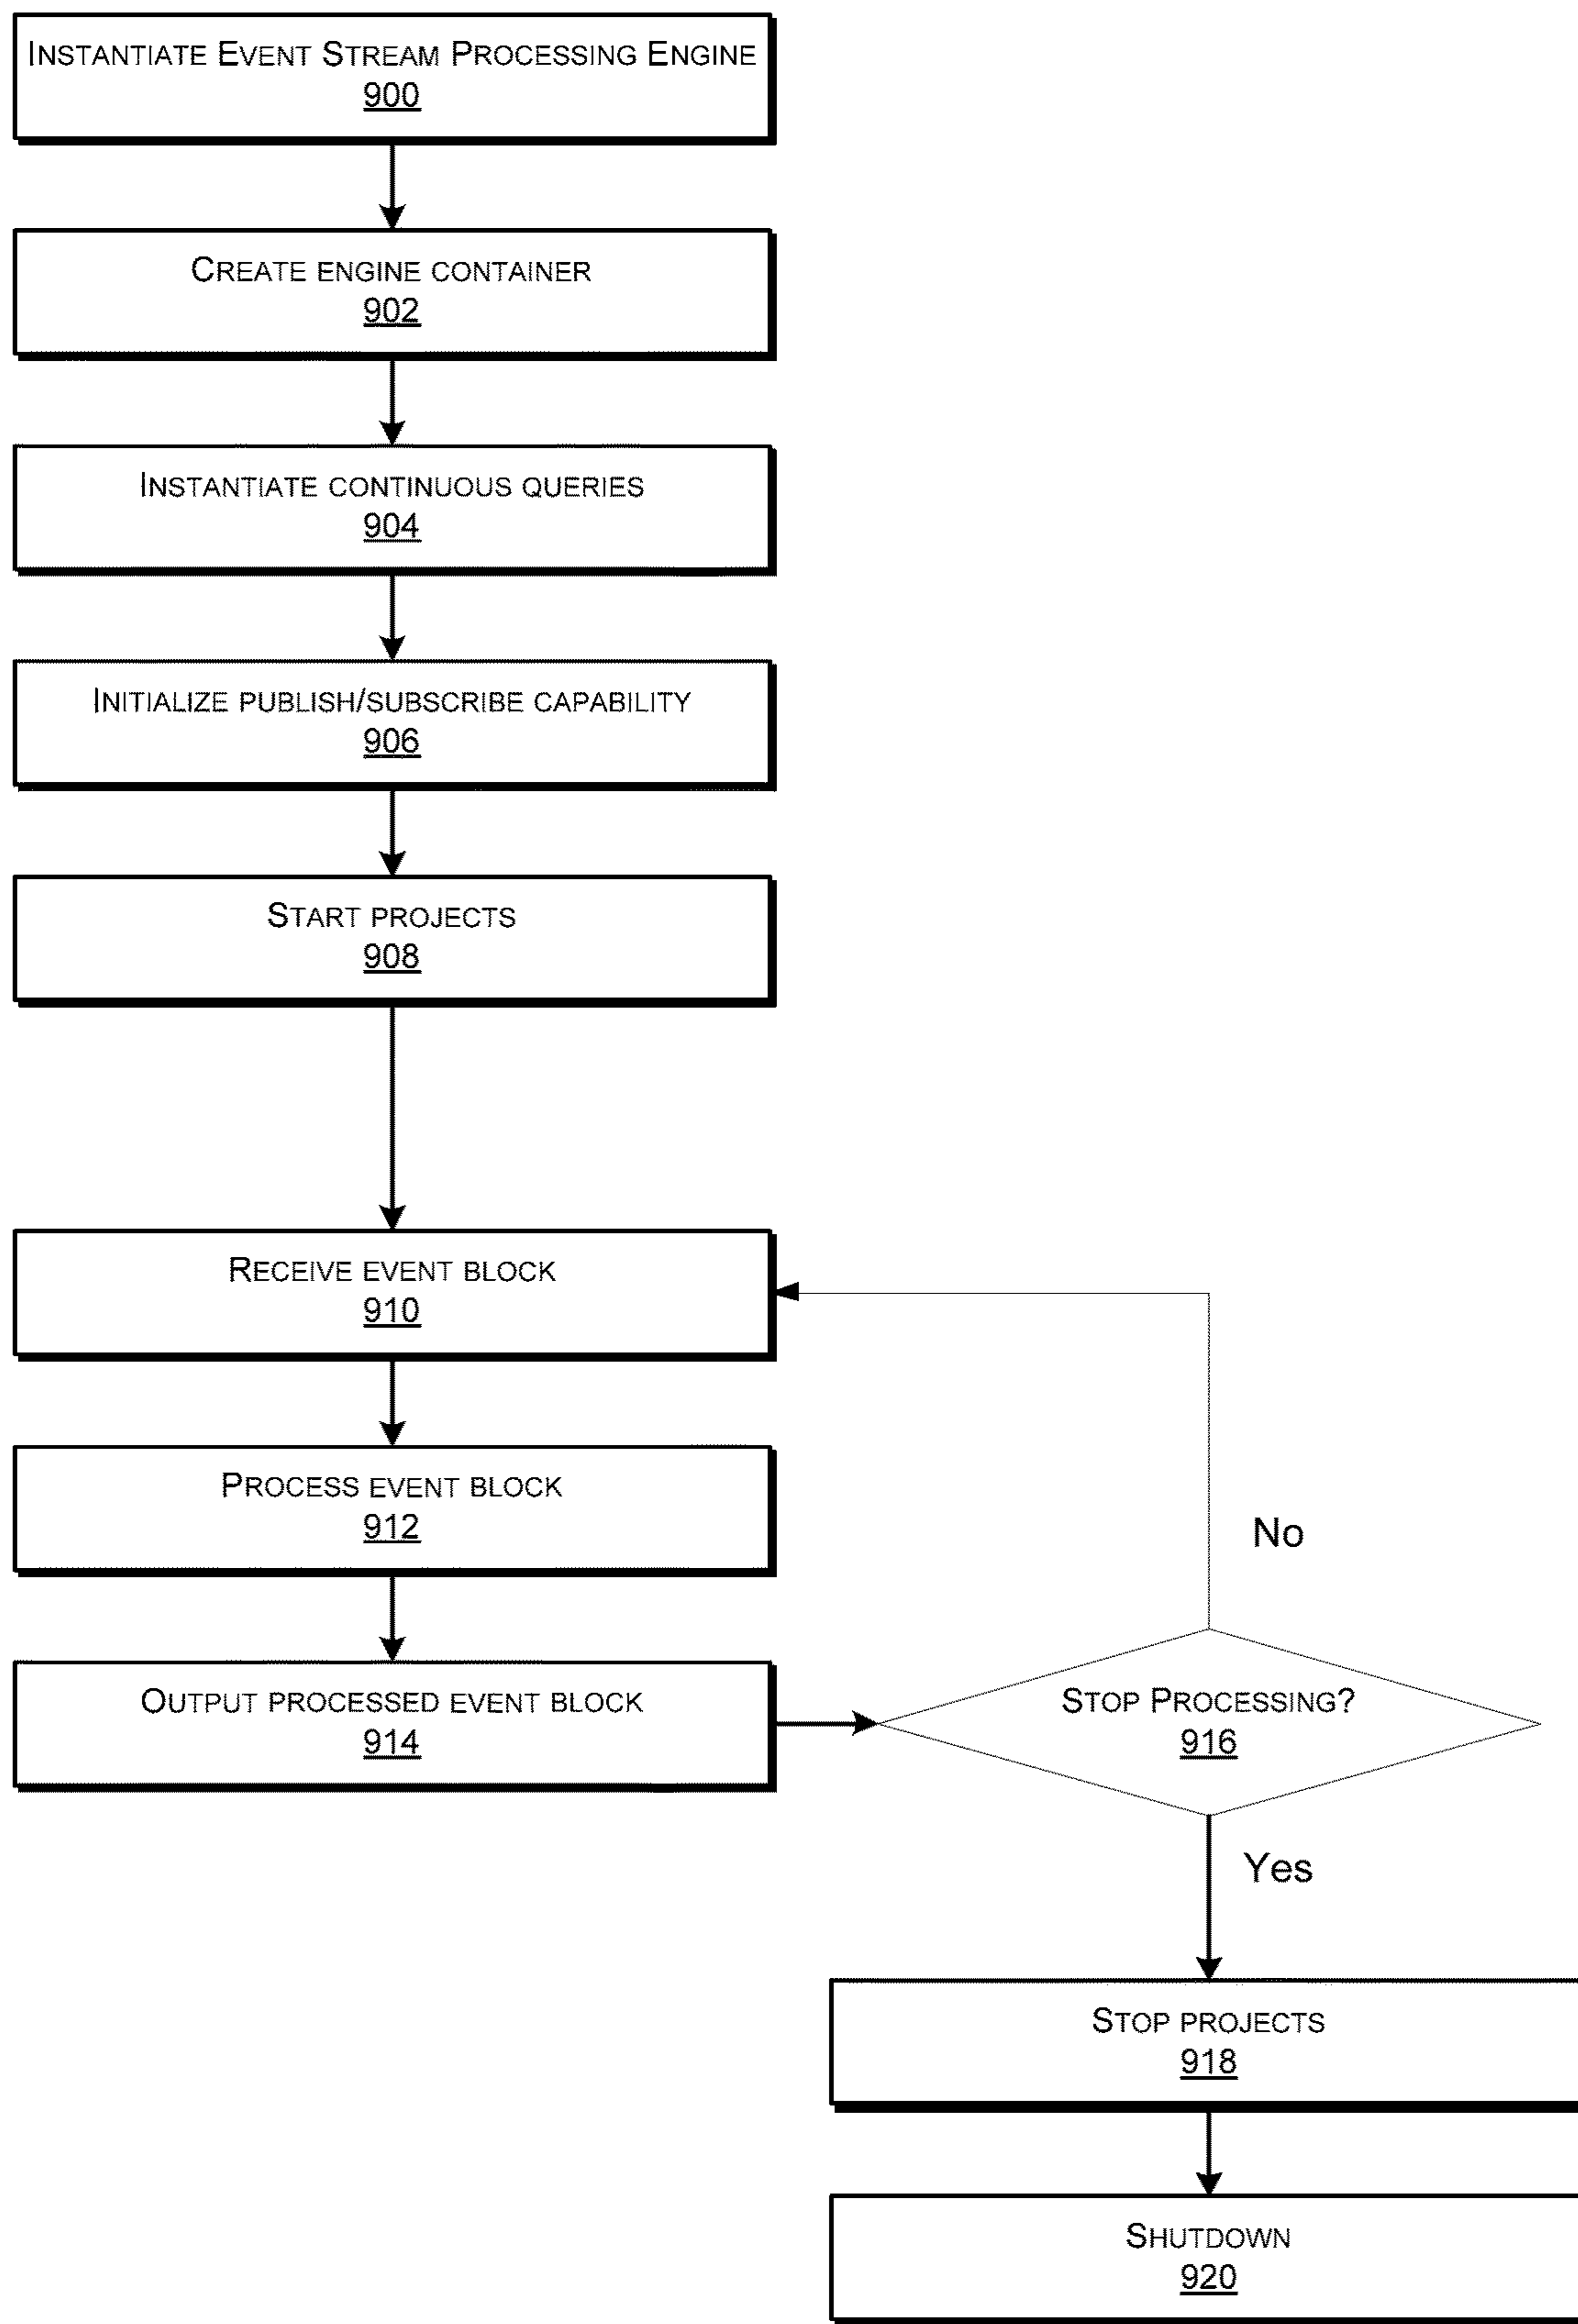 INSTANTIATE EVENT STREAM PROCESSING ENGINE
900
CREATE ENGINE CONTAINER
902
INSTANTIATE CONTINUOUS QUERIES
904
INITIALIZE PUBLISH/SUBSCRIBE CAPABILITY
906
START PROJECTS
908
RECEIVE EVENT BLOCK
910
PROCESS EVENT BLOCK
912
No
OUTPUT PROCESSED EVENT BLOCK
914
STOP PROCESSING?
916
Yes
STOP PROJECTS
918
SHUTDOWN
920